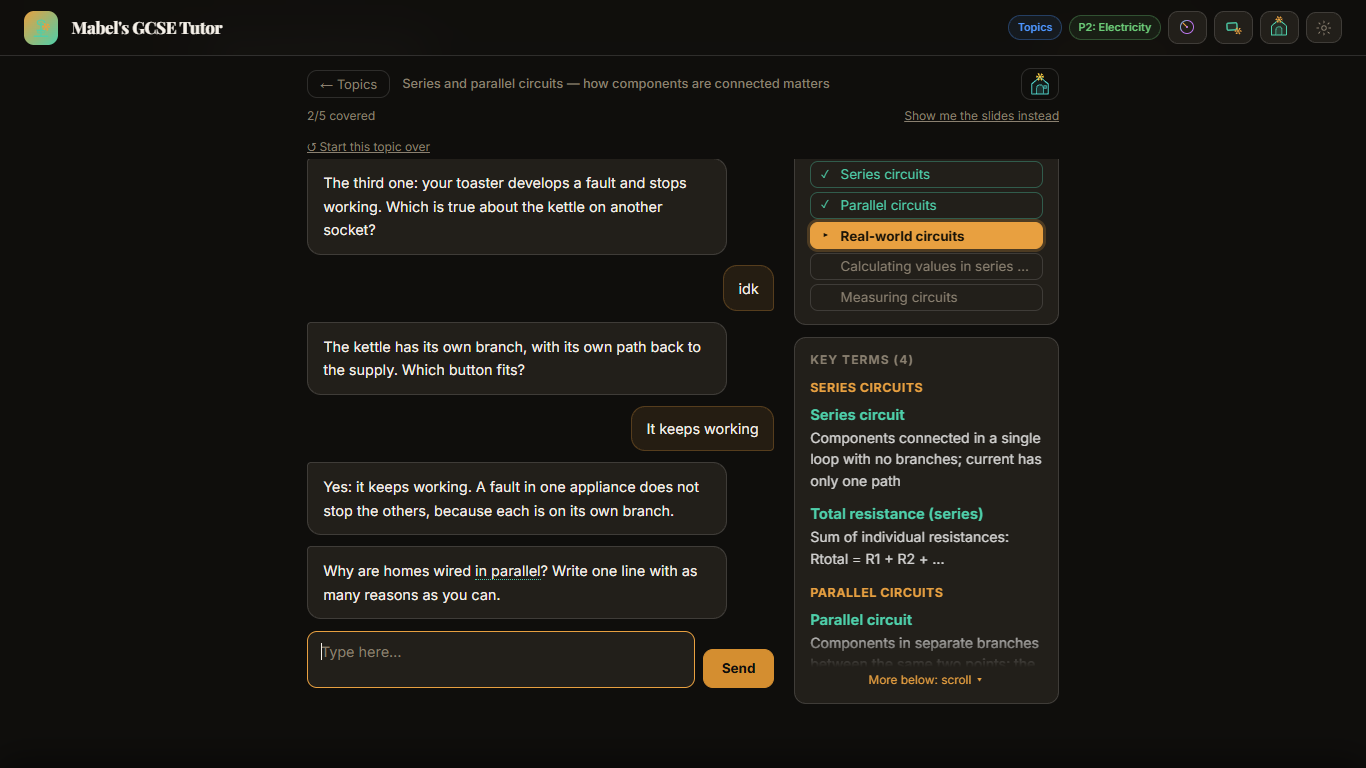 Mabel's GCSE Tutor
Topics
P2: Electricity
← Topics
Series and parallel circuits — how components are connected matters
2/5 covered
Show me the slides instead
↺ Start this topic over
The third one: your toaster develops a fault and stops
working. Which is true about the kettle on another
socket?
idk
The kettle has its own branch, with its own path back to
the supply. Which button fits?
It keeps working
Yes: it keeps working. A fault in one appliance does not
stop the others, because each is on its own branch.
Why are homes wired in parallel? Write one line with as
many reasons as you can.
Type here...
Send
✓ Series circuits
✓ Parallel circuits
‣ Real-world circuits
Calculating values in series ...
Measuring circuits
KEY TERMS (4)
SERIES CIRCUITS
Series circuit
Components connected in a single
loop with no branches; current has
only one path
Total resistance (series)
Sum of individual resistances:
Rtotal = R1 + R2 + ...
PARALLEL CIRCUITS
Parallel circuit
Components in separate branches
between the same two points; the
More below: scroll ▾